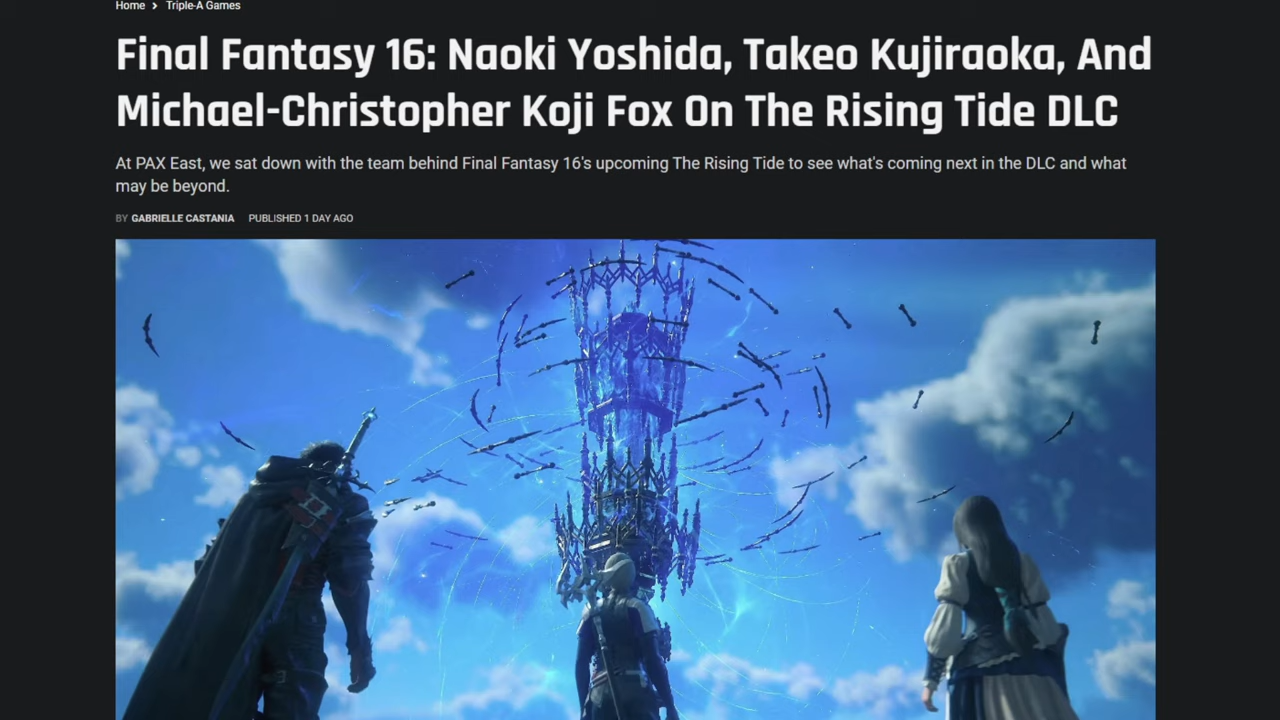 Home > Triple-A Games
Final Fantasy 16: Naoki Yoshida, Takeo Kujiraoka, And
Michael-Christopher Koji Fox On The Rising Tide DLC
At PAX East, we sat down with the team behind Final Fantasy 16's upcoming The Rising Tide to see what's coming next in the DLC and what
may be beyond.
BY GABRIELLE CASTANIA PUBLISHED 1 DAY AGO